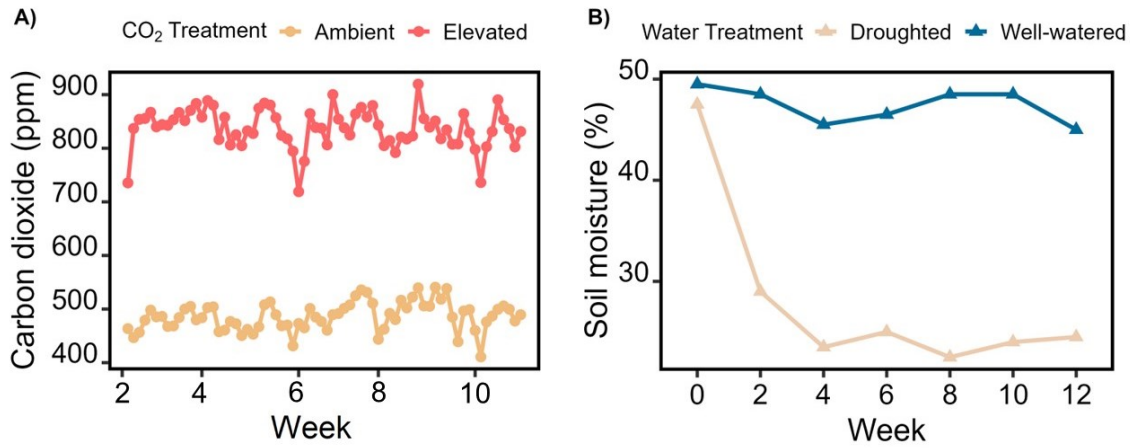 A)
CO₂ Treatment Ambient Elevated
Carbon dioxide (ppm)
900
800
700
600
500
400
2 4 6 8 10
Week
B)
Water Treatment Droughted Well-watered
Soil moisture (%)
50
40
30
0 2 4 6 8 10 12
Week